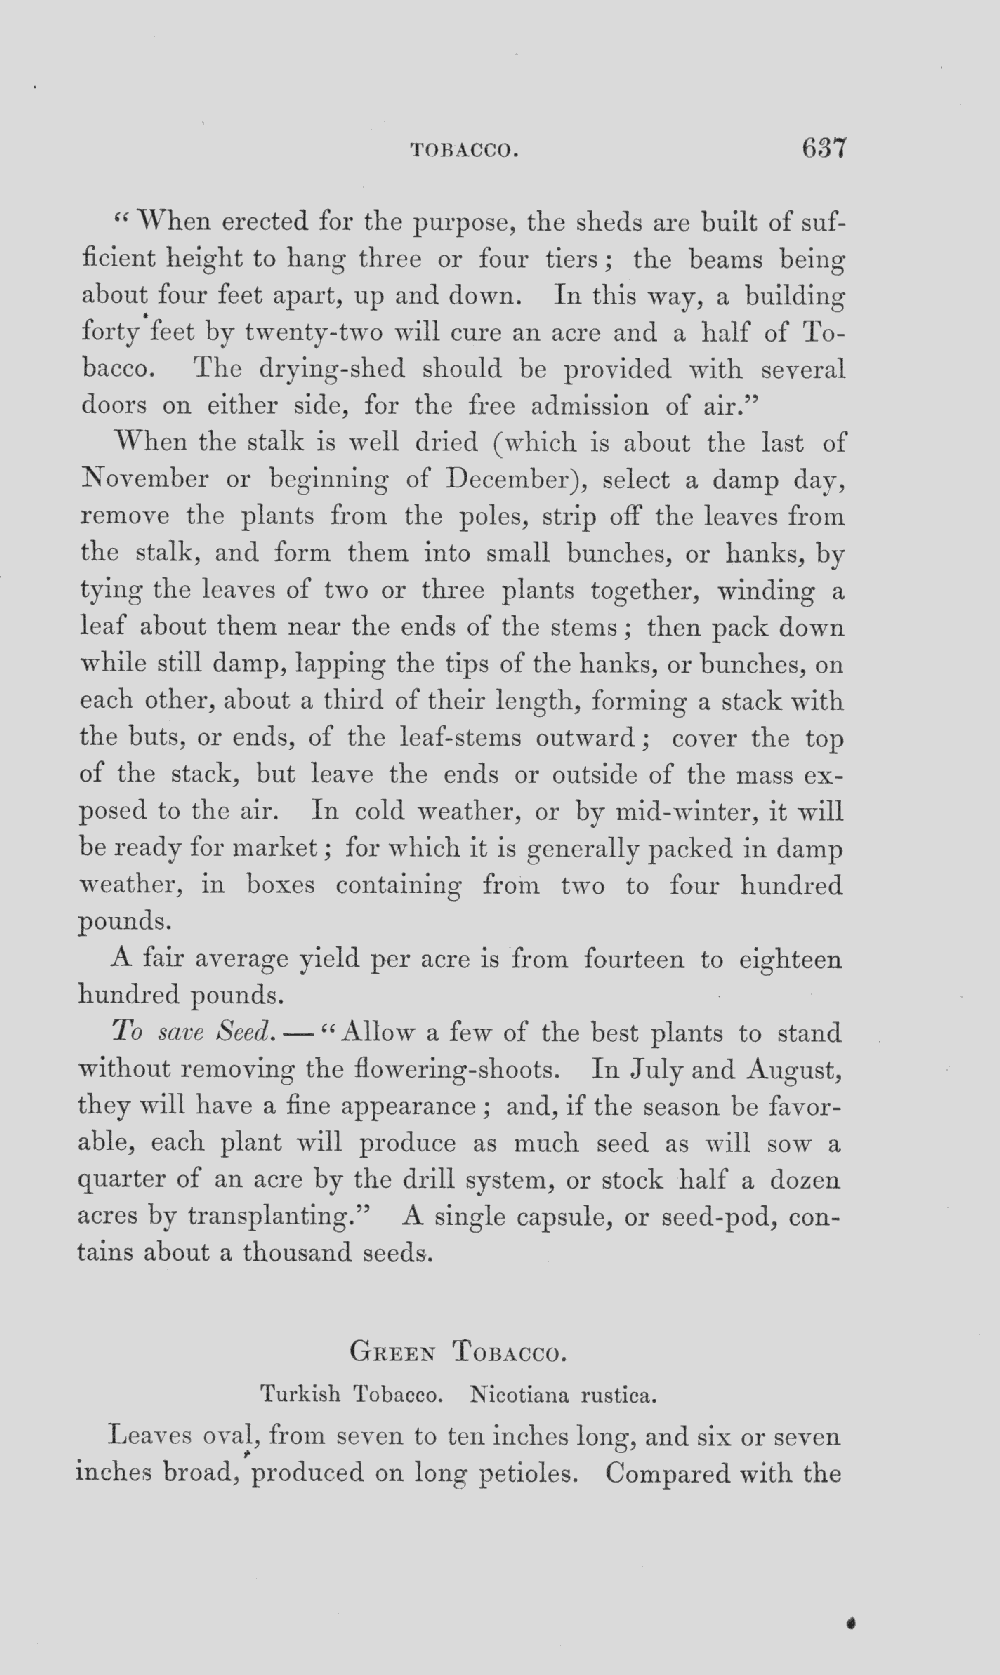 TOBACCO. 637
“ When erected for the purpose, the sheds are built of suf-
ficient height to hang three or four tiers ; the beams being
about four feet apart, up and down. In this way, a building
forty feet by twenty-two will cure an acre and a half of To-
bacco. The drying-shed should be provided with several
doors on either side, for the free admission of air.”
When the stalk is well dried (which is about the last of
November or beginning of December), select a damp day,
remove the plants from the poles, strip off the leaves from
the stalk, and form them into small bunches, or hanks, by
tying the leaves of two or three plants together, winding a
leaf about them near the ends of the stems ; then pack down
while still damp, lapping the tips of the hanks, or bunches, on
each other, about a third of their length, forming a stack with
the buts, or ends, of the leaf-stems outward ; cover the top
of the stack, but leave the ends or outside of the mass ex-
posed to the air. In cold weather, or by mid-winter, it will
be ready for market ; for which it is generally packed in damp
weather, in boxes containing from two to four hundred
pounds.
A fair average yield per acre is from fourteen to eighteen
hundred pounds.
To save Seed. — “ Allow a few of the best plants to stand
without removing the flowering-shoots. In July and August,
they will have a fine appearance ; and, if the season be favor-
able, each plant will produce as much seed as will sow a
quarter of an acre by the drill system, or stock half a dozen
acres by transplanting.” A single capsule, or seed-pod, con-
tains about a thousand seeds.
GREEN TOBACCO.
Turkish Tobacco. Nicotiana rustica.
Leaves oval, from seven to ten inches long, and six or seven
inches broad, produced on long petioles. Compared with the